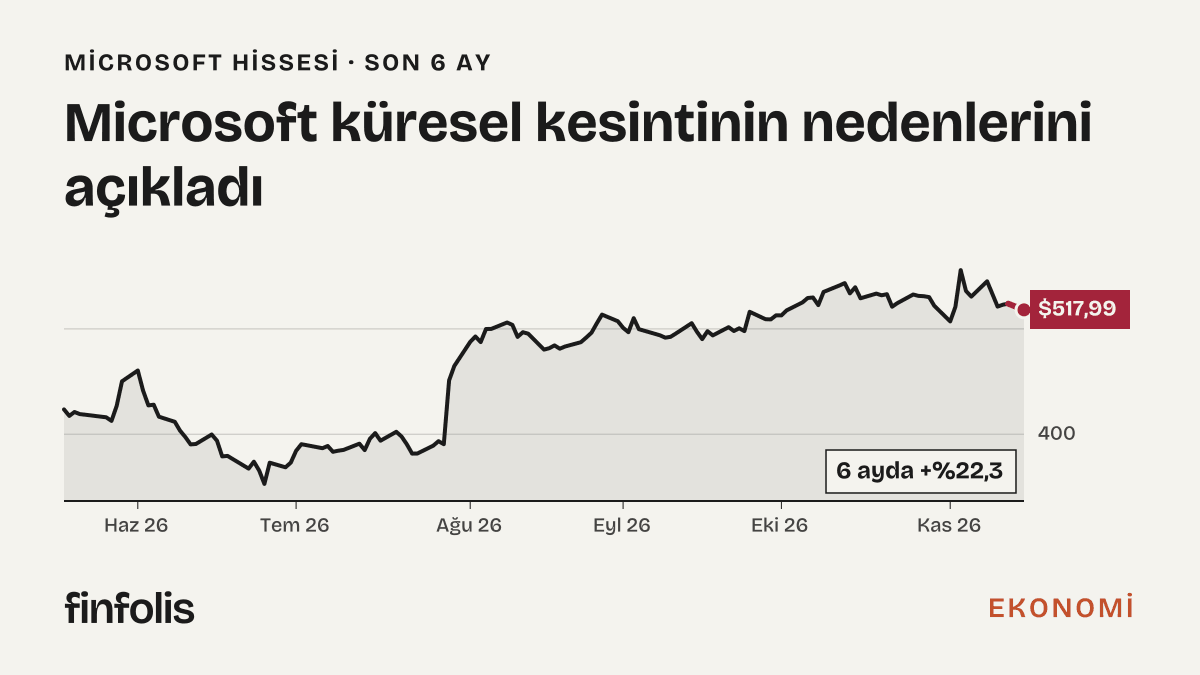 MİCROSOFT HİSSESİ · SON 6 AY
Microsoft küresel kesintinin nedenlerini
açıkladı
$517,99
400
6 ayda +%22,3
Haz 26
Tem 26
Ağu 26
Eyl 26
Eki 26
Kas 26
finfolis
EKONOMİ